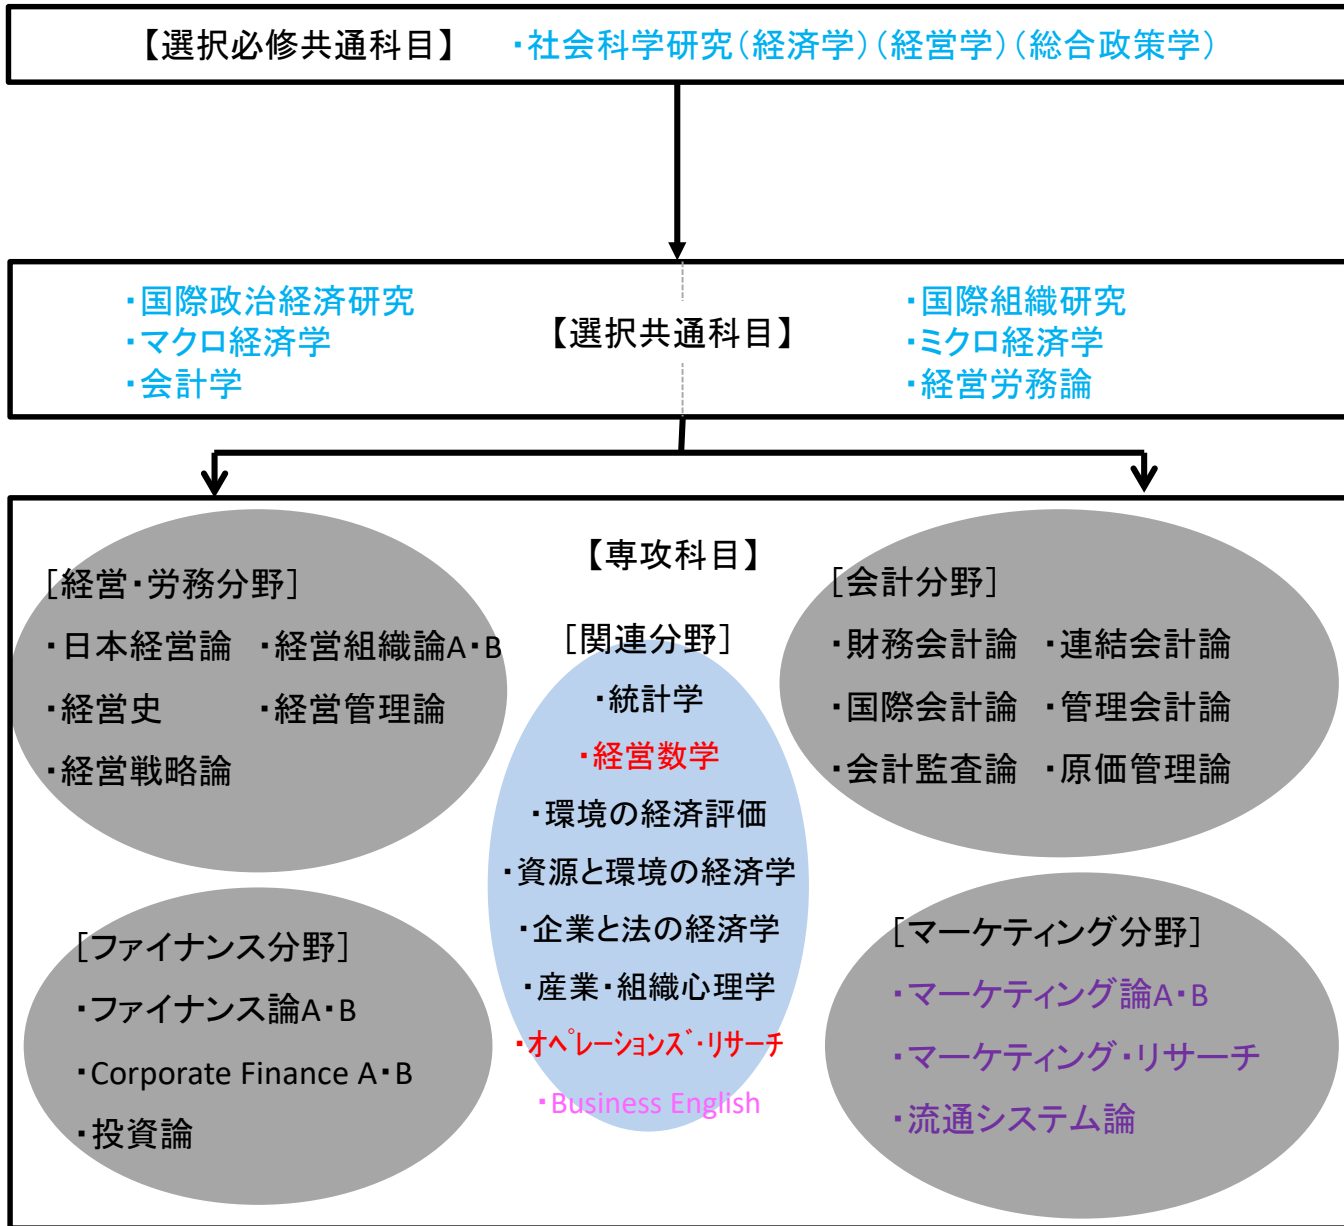 【選択必修共通科目】 ・社会科学研究（経済学）（経営学）（総合政策学）
【選択共通科目】
・国際政治経済研究
・マクロ経済学
・会計学
・国際組織研究
・ミクロ経済学
・経営労務論
【専攻科目】
［経営・労務分野］
・日本経営論 ・経営組織論A・B
・経営史 ・経営管理論
・経営戦略論
［関連分野］
・統計学
・経営数学
・環境の経済評価
・資源と環境の経済学
・企業と法の経済学
・産業・組織心理学
・ｵﾍﾟﾚｰｼｮﾝｽﾞ・ﾘｻｰﾁ
・Business English
［会計分野］
・財務会計論 ・連結会計論
・国際会計論 ・管理会計論
・会計監査論 ・原価管理論
［ファイナンス分野］
・ファイナンス論A・B
・Corporate Finance A・B
・投資論
［マーケティング分野］
・マーケティング論A・B
・マーケティング・リサーチ
・流通システム論